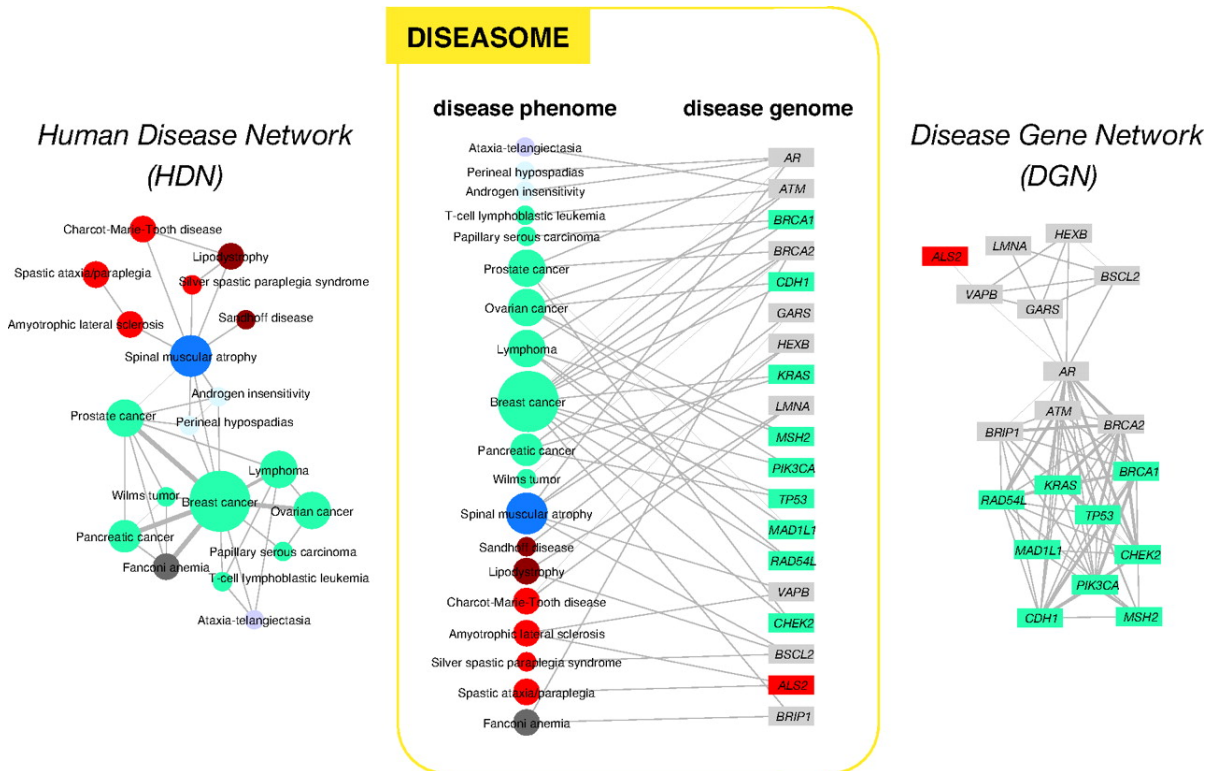 DISEASOME
Human Disease Network
(HDN)
Charcot-Marie-Tooth disease
Lipodystrophy
Spastic ataxia/paraplegia
Silver spastic paraplegia syndrome
Amyotrophic lateral sclerosis
Sandhoff disease
Spinal muscular atrophy
Androgen insensitivity
Prostate cancer
Perineal hypospadias
Lymphoma
Wilms tumor
Breast cancer
Ovarian cancer
Pancreatic cancer
Papillary serous carcinoma
Fanconi anemia
T-cell lymphoblastic leukemia
Ataxia-telangiectasia
disease phenome
Ataxia-telangiectasia
Perineal hypospadias
Androgen insensitivity
T-cell lymphoblastic leukemia
Papillary serous carcinoma
Prostate cancer
Ovarian cancer
Lymphoma
Breast cancer
Pancreatic cancer
Wilms tumor
Spinal muscular atrophy
Sandhoff disease
Lipodystrophy
Charcot-Marie-Tooth disease
Amyotrophic lateral sclerosis
Silver spastic paraplegia syndrome
Spastic ataxia/paraplegia
Fanconi anemia
disease genome
AR
ATM
BRCA1
BRCA2
CDH1
GARS
HEXB
KRAS
LMNA
MSH2
PIK3CA
TP53
MAD1L1
RAD54L
VAPB
CHEK2
BSCL2
ALS2
BRIP1
Disease Gene Network
(DGN)
HEXB
LMNA
ALS2
BSCL2
VAPB
GARS
AR
ATM
BRCA2
BRIP1
BRCA1
KRAS
RAD54L
TP53
MAD1L1
CHEK2
PIK3CA
CDH1
MSH2